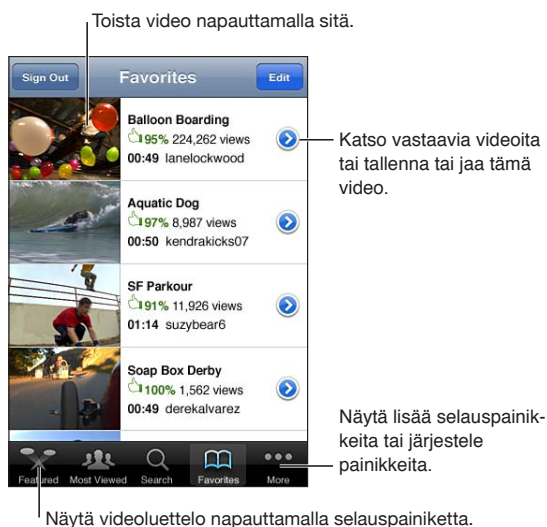 Toista video napauttamalla sitä.
Sign Out
Favorites
Edit
Balloon Boarding
95% 224,262 views
00:49 lanelockwood
Katso vastaavia videoita
tai tallenna tai jaa tämä
video.
Aquatic Dog
97% 8,987 views
00:50 kendrakicks07
SF Parkour
91% 11,926 views
01:14 suzybear6
Soap Box Derby
100% 1,562 views
00:49 derekalvarez
Näytä lisää selauspainik-
keita tai järjestele
painikkeita.
Featured
Most Viewed
Search
Favorites
More
Näytä videoluettelo napauttamalla selauspainiketta.